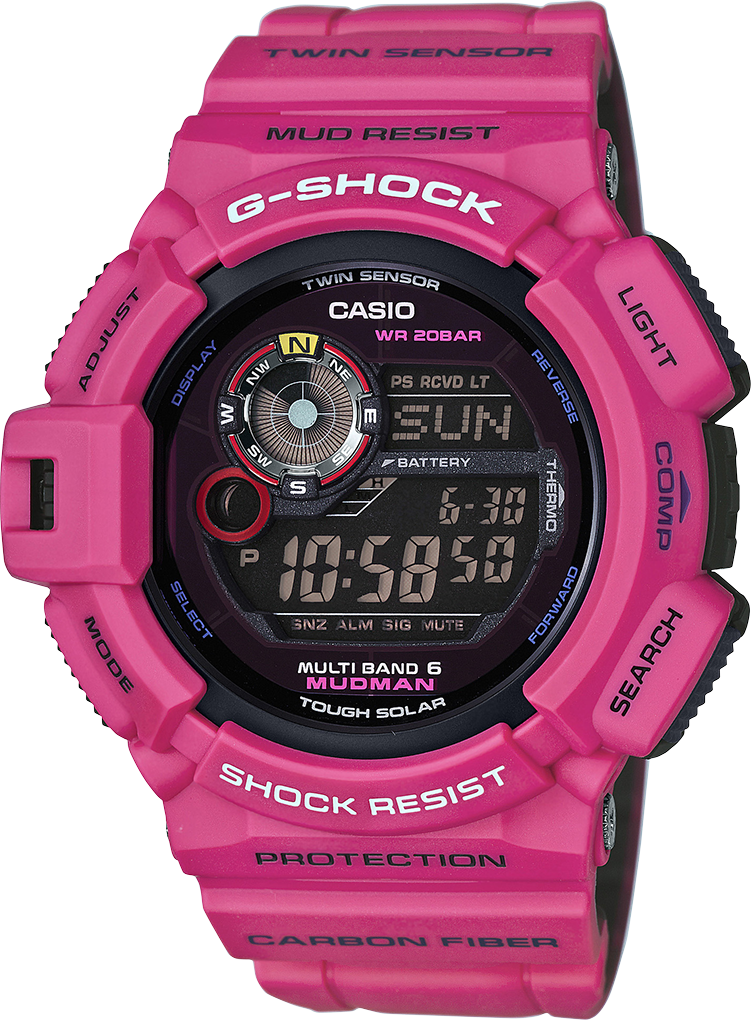 TWIN SENSOR
MUD RESIST
G-SHOCK
TWIN SENSOR
CASIO
WR 20BAR
ADJUST
DISPLAY
LIGHT
REVERSE
N
NW
NE
W
E
SW
SE
S
PS RCVD LT
SUN
BATTERY
H
THERMO
COMP
6-30
P 10:58 50
SNZ ALM SIG MUTE
SELECT
FORWARD
MODE
SEARCH
MULTI BAND 6
MUDMAN
TOUGH SOLAR
SHOCK RESIST
PROTECTION
CARBON FIBER